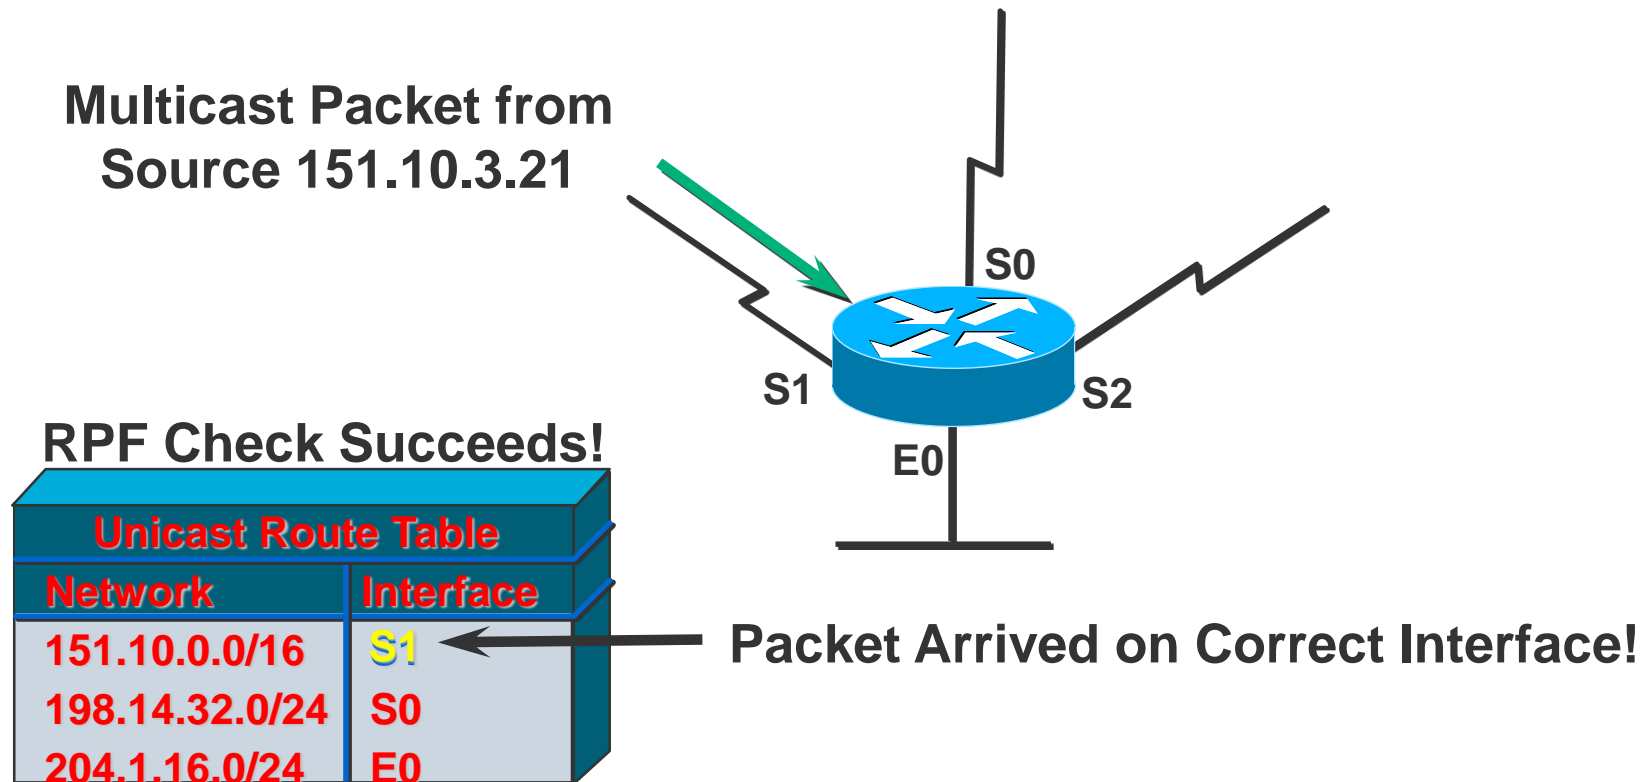 Multicast Packet from
Source 151.10.3.21
S0
S1
S2
E0
RPF Check Succeeds!
Unicast Route Table
Network Interface
151.10.0.0/16 S1
Packet Arrived on Correct Interface!
198.14.32.0/24 S0
204.1.16.0/24 E0